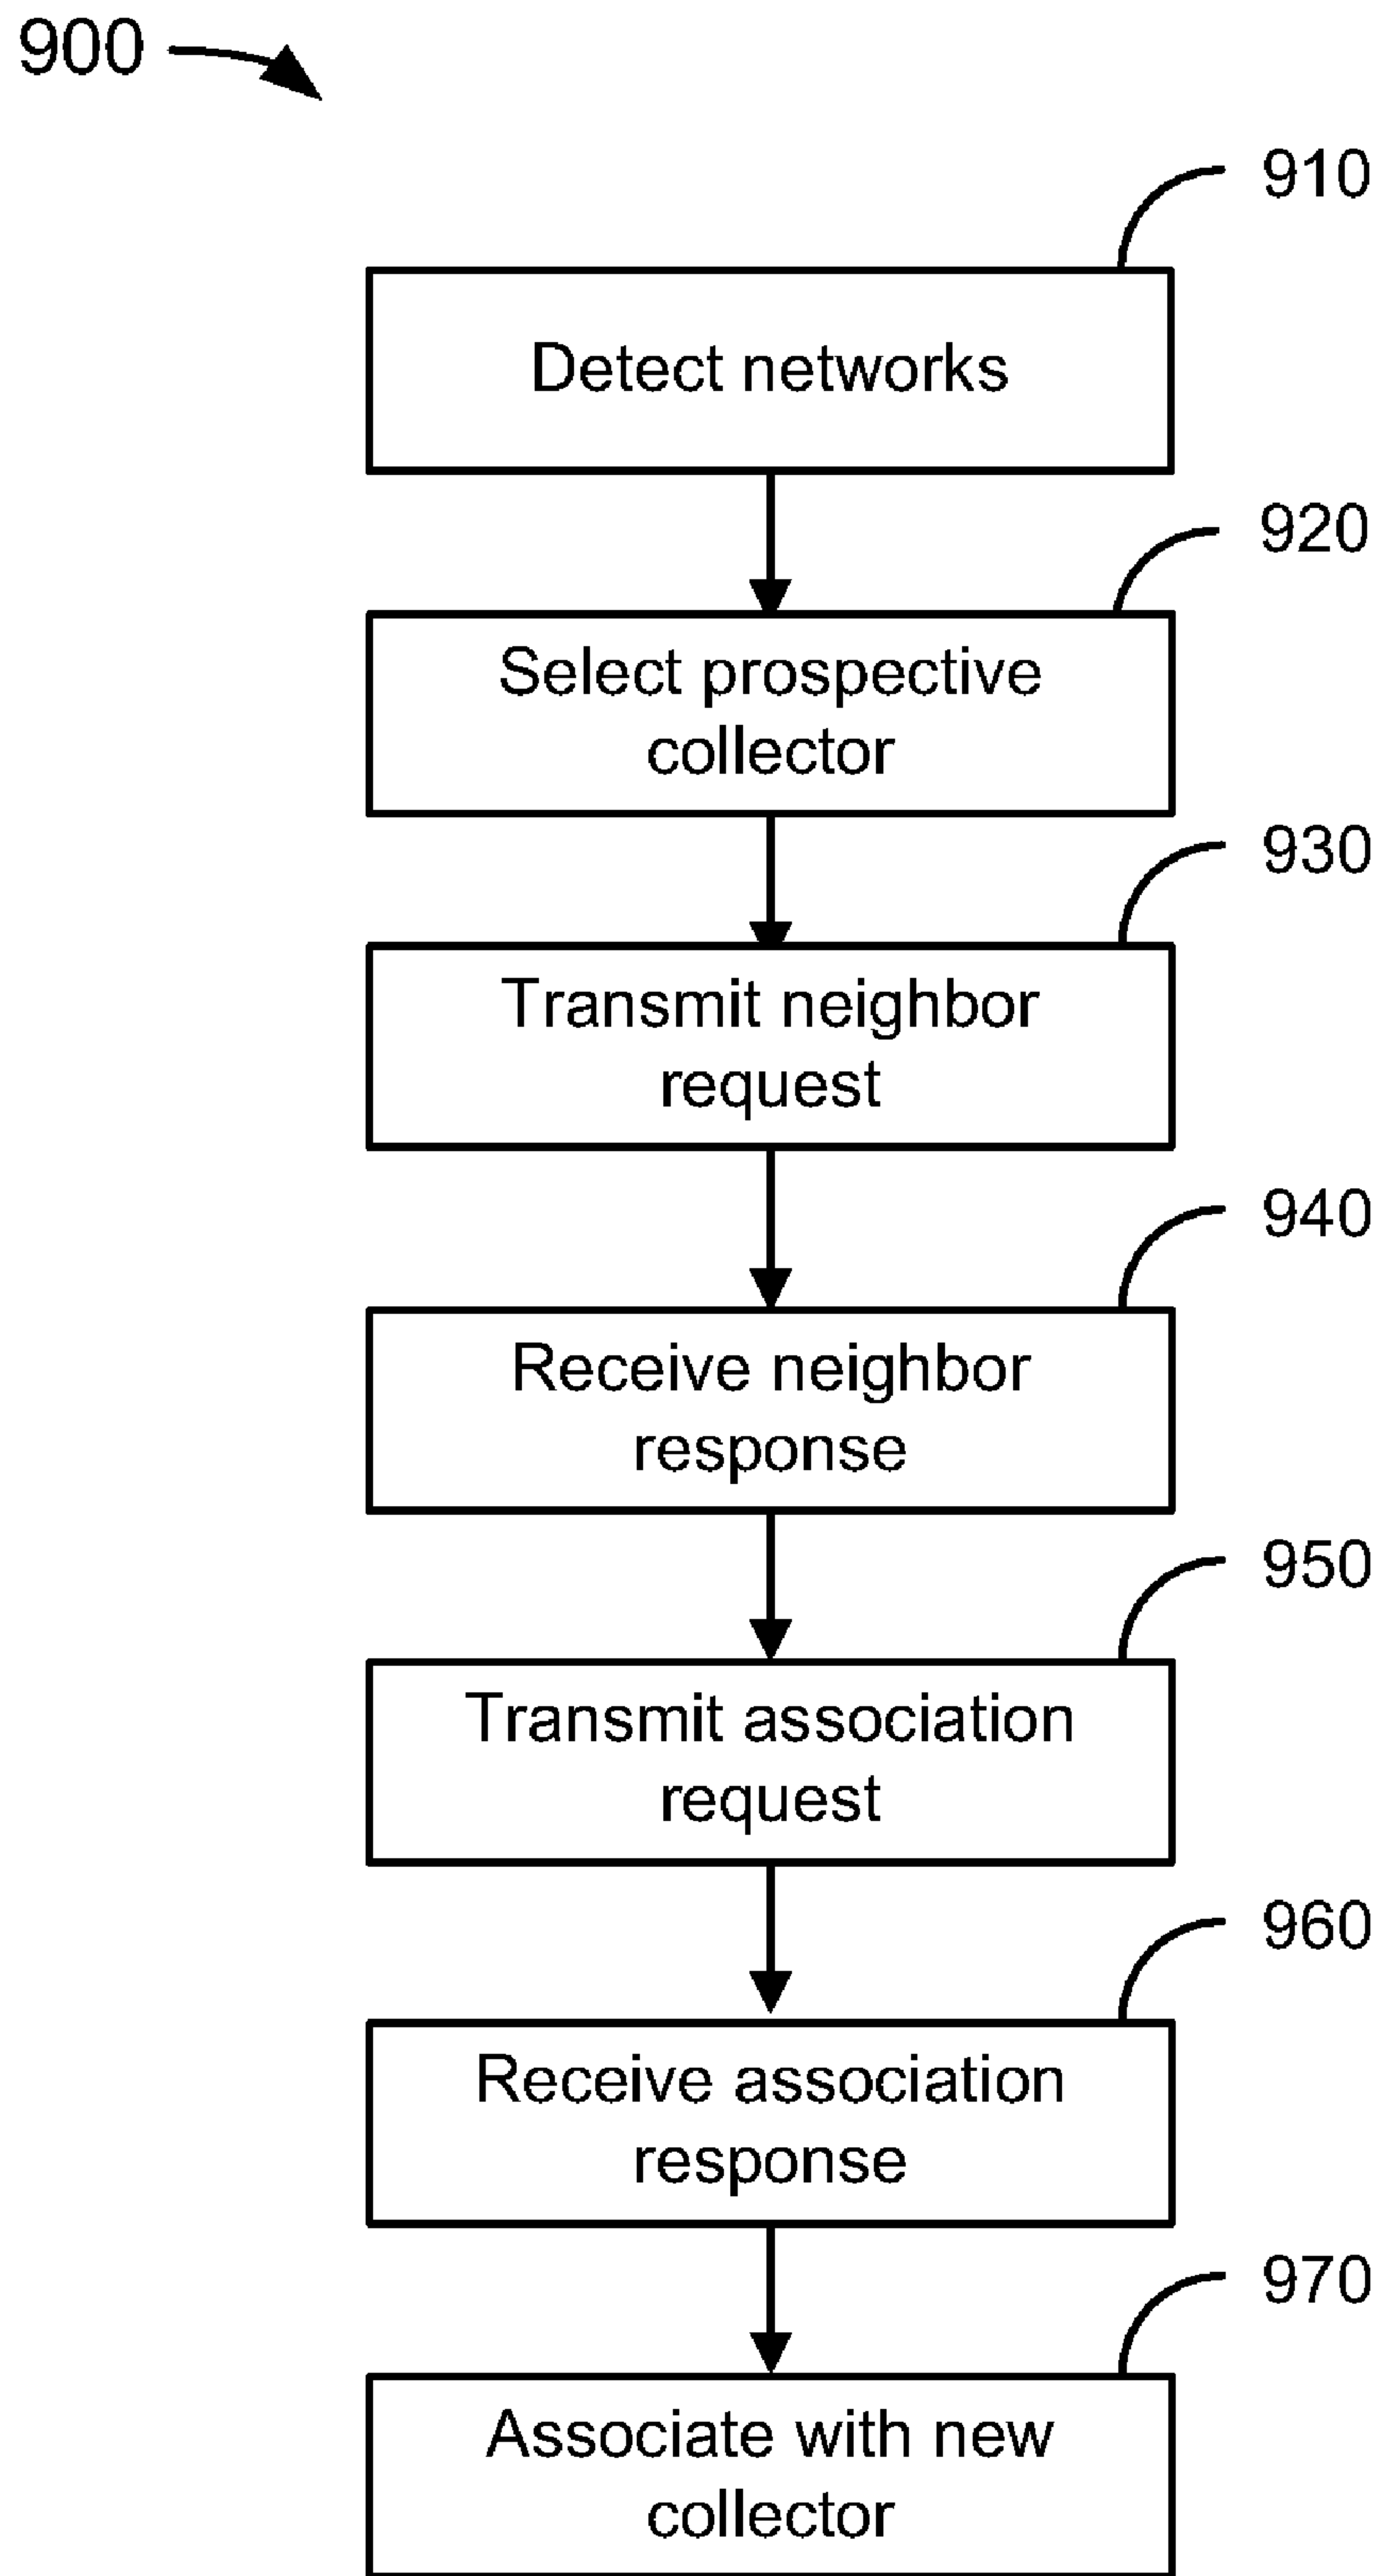 900
910
Detect networks
920
Select prospective
collector
930
Transmit neighbor
request
940
Receive neighbor
response
950
Transmit association
request
960
Receive association
response
970
Associate with new
collector